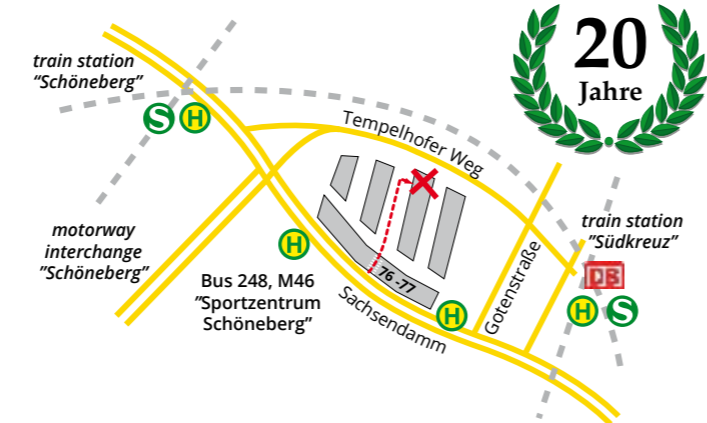 20
Jahre
train station
”Schöneberg”
S H
Tempelhofer Weg
motorway
interchange
”Schöneberg”
H
Bus 248, M46
”Sportzentrum
Schöneberg”
76 -77
Sachsendamm
H
Gotenstraße
train station
”Südkreuz”
DB
H S